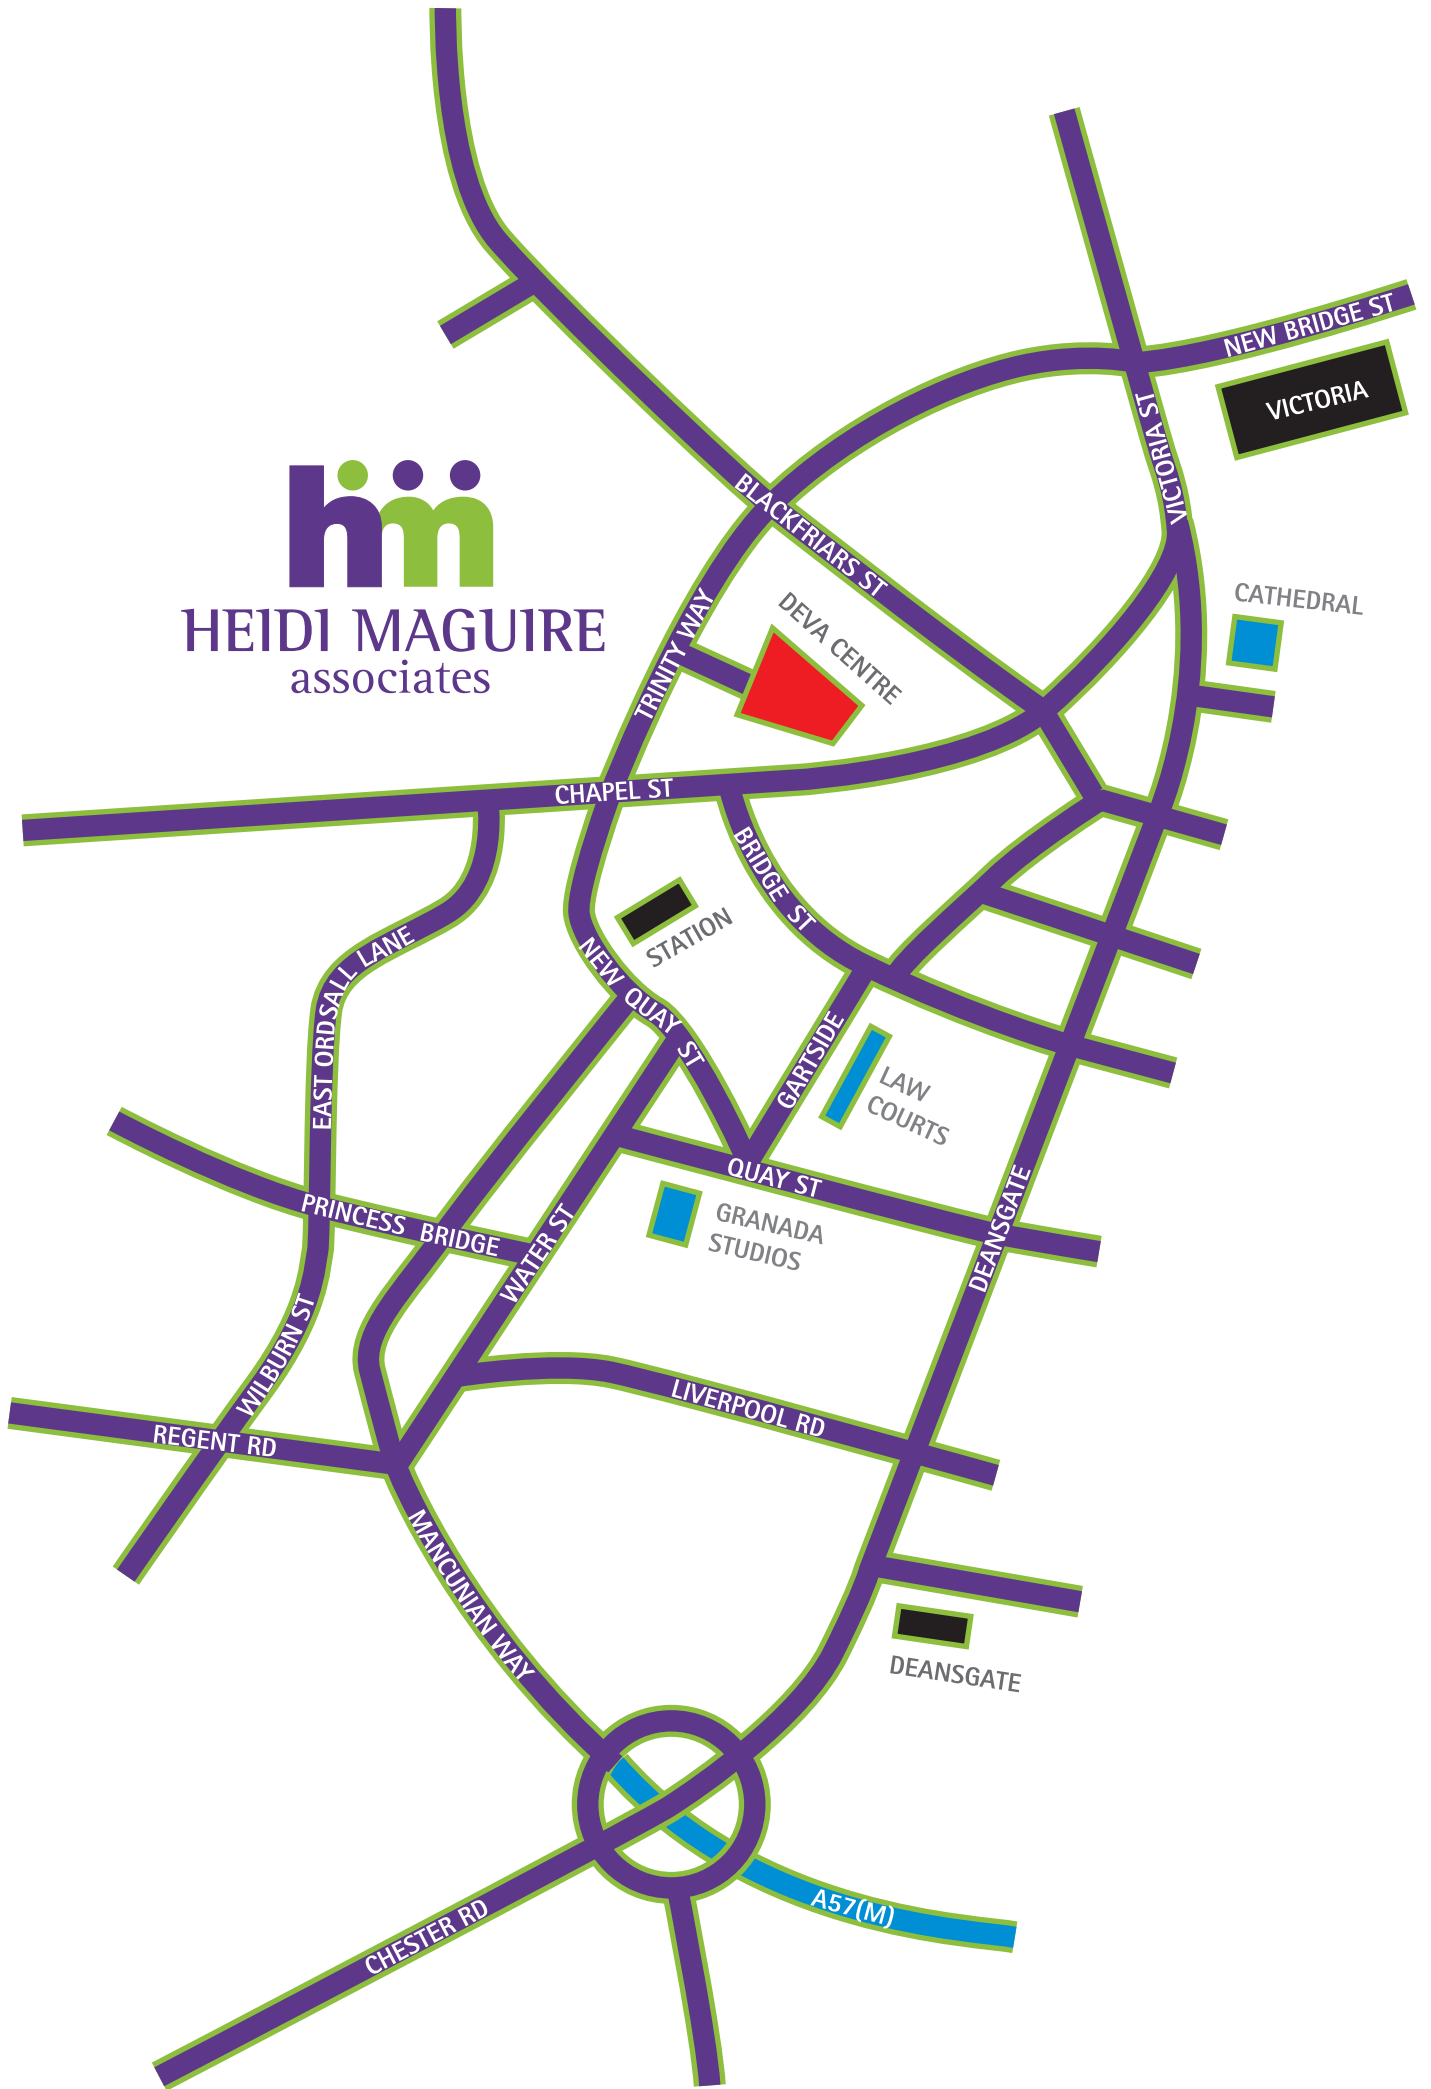 NEW BRIDGE ST
VICTORIA
VICTORIA ST
BLACKFRIARS ST
hm
HEIDI MAGUIRE
associates
CATHEDRAL
DEVA CENTRE
TRINITY WAY
CHAPEL ST
BRIDGE ST
STATION
EAST ORDSALL LANE
NEW QUAY ST
GARTSIDE
LAW
COURTS
QUAY ST
PRINCESS BRIDGE
WATER ST
GRANADA
STUDIOS
DEANSGATE
WILBURN ST
LIVERPOOL RD
REGENT RD
MANCUNIAN WAY
DEANSGATE
A57(M)
CHESTER RD